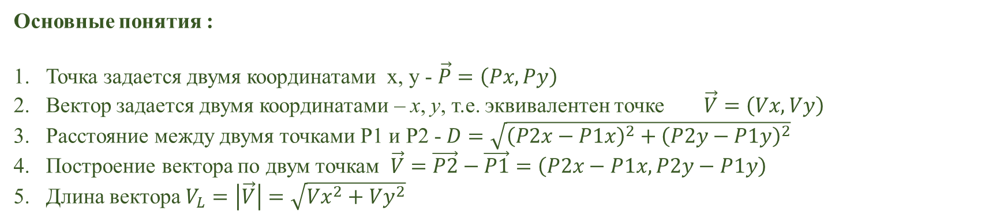 Основные понятия :
1. Точка задается двумя координатами x, y - $\vec{P} = (Px, Py)$
2. Вектор задается двумя координатами – x, y, т.е. эквивалентен точке $\vec{V} = (Vx, Vy)$
3. Расстояние между двумя точками P1 и P2 - $D = \sqrt{(P2x - P1x)^2 + (P2y - P1y)^2}$
4. Построение вектора по двум точкам $\vec{V} = \overrightarrow{P2} - \overrightarrow{P1} = (P2x - P1x, P2y - P1y)$
5. Длина вектора $V_L = |\vec{V}| = \sqrt{Vx^2 + Vy^2}$